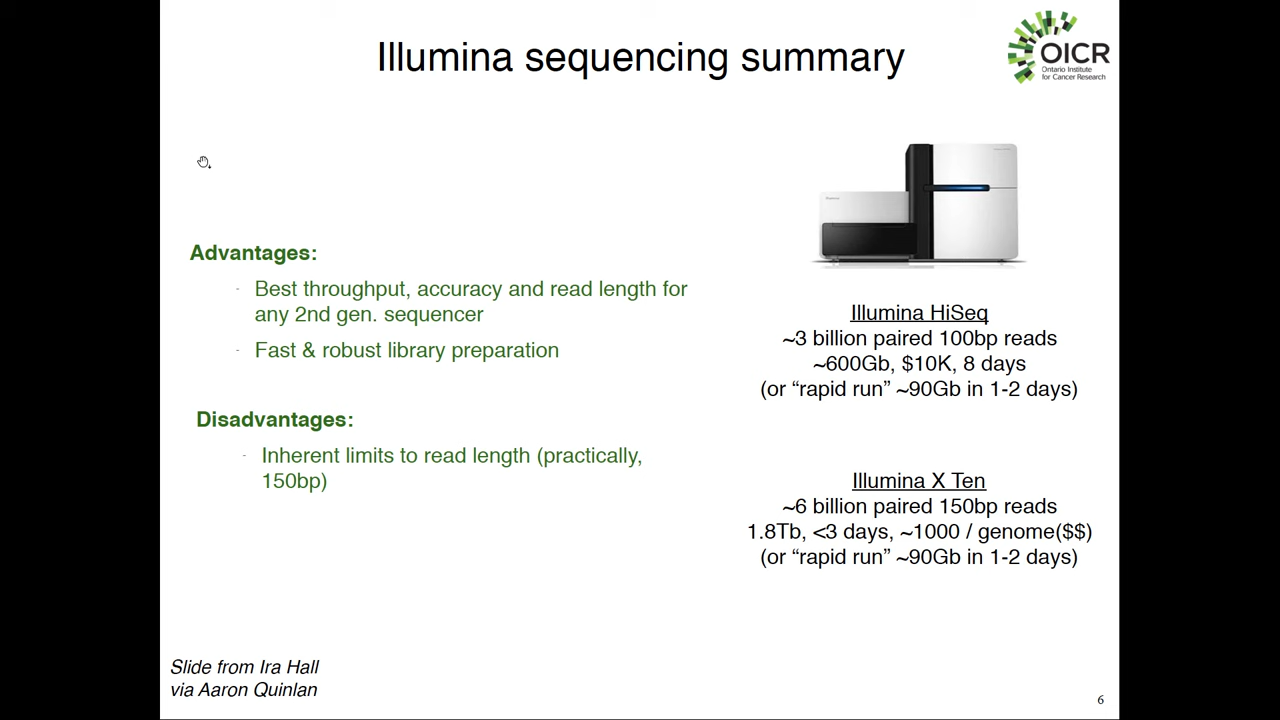 Illumina sequencing summary
OICR
Ontario Institute
for Cancer Research
Advantages:
- Best throughput, accuracy and read length for
any 2nd gen. sequencer
- Fast & robust library preparation
Disadvantages:
- Inherent limits to read length (practically,
150bp)
Illumina HiSeq
~3 billion paired 100bp reads
~600Gb, $10K, 8 days
(or “rapid run” ~90Gb in 1-2 days)
Illumina X Ten
~6 billion paired 150bp reads
1.8Tb, <3 days, ~1000 / genome($$)
(or “rapid run” ~90Gb in 1-2 days)
Slide from Ira Hall
via Aaron Quinlan
6